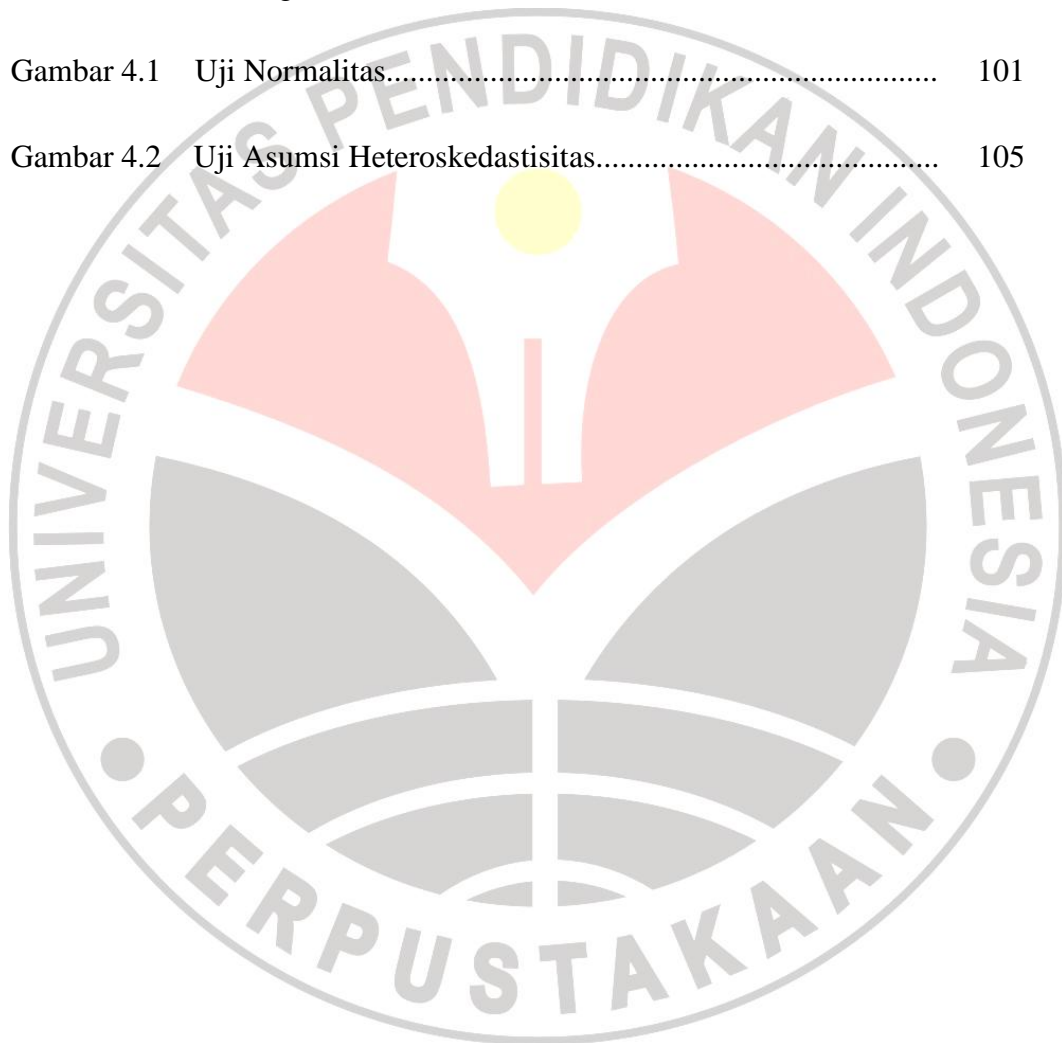 Gambar 4.1 Uji Normalitas..................................................................... 101
Gambar 4.2 Uji Asumsi Heteroskedastisitas........................................... 105
UNIVERSITAS PENDIDIKAN INDONESIA
PERPUSTAKAAN